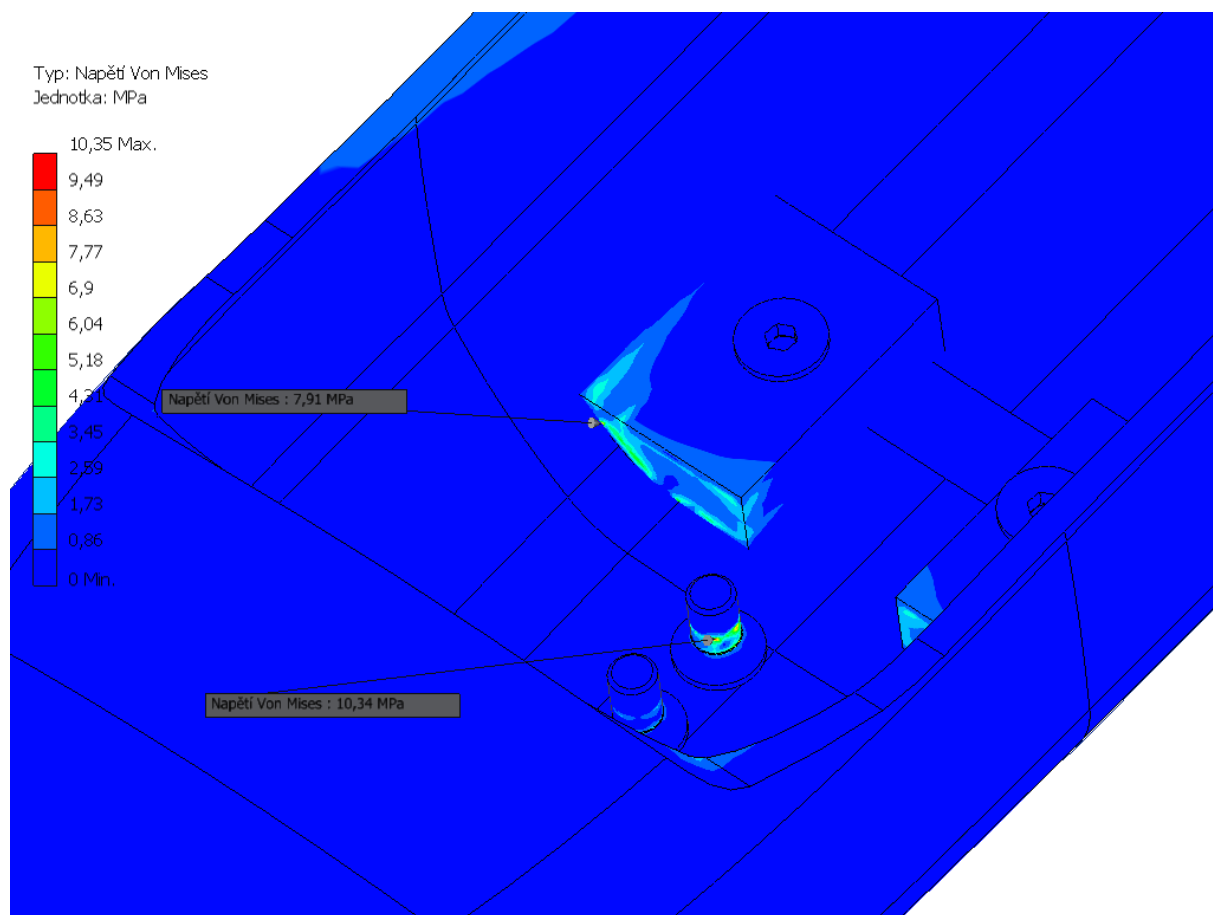 Typ: Napětí Von Mises
Jednotka: MPa
10,35 Max.
9,49
8,63
7,77
6,9
6,04
5,18
4,31
3,45
2,59
1,73
0,86
0 Min.
Napětí Von Mises : 7,91 MPa
Napětí Von Mises : 10,34 MPa